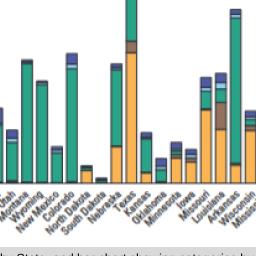 Utah
Montana
Wyoming
New Mexico
Colorado
North Dakota
South Dakota
Nebraska
Texas
Kansas
Oklahoma
Minnesota
Iowa
Missouri
Louisiana
Arkansas
Wisconsin
Mississ